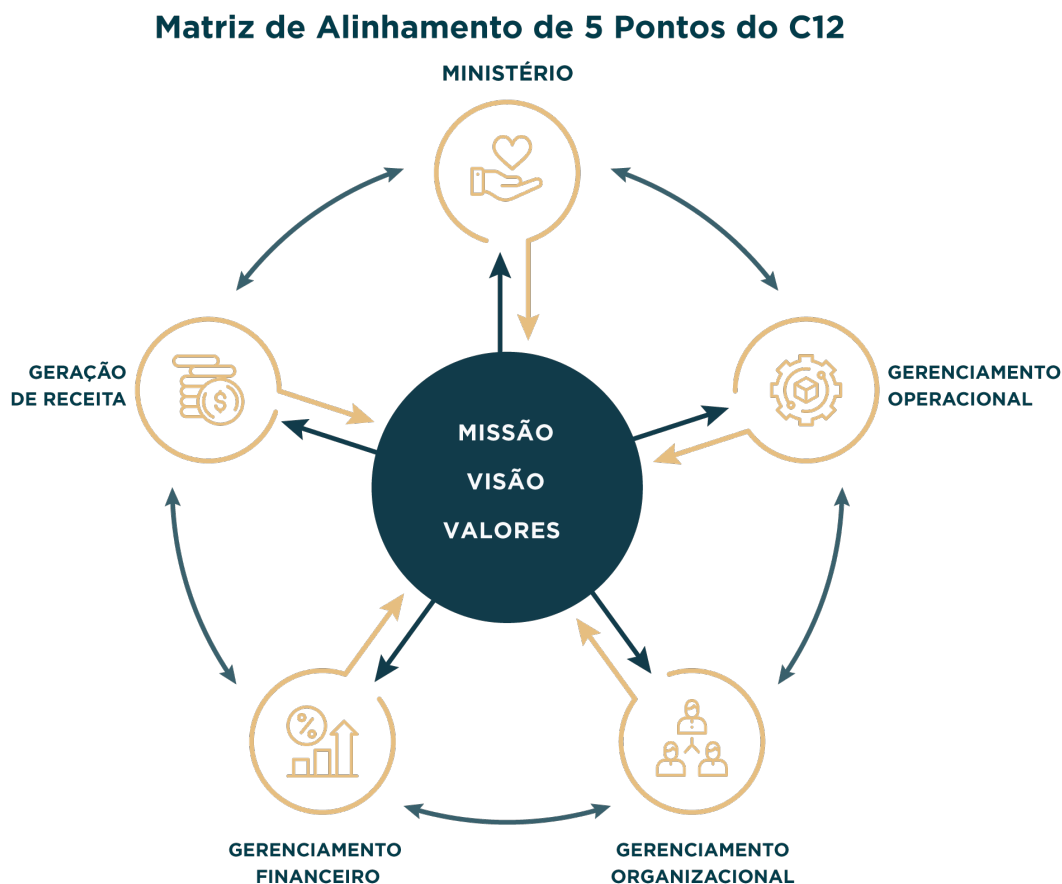 Matriz de Alinhamento de 5 Pontos do C12
MINISTÉRIO
GERAÇÃO
DE RECEITA
$
GERENCIAMENTO
OPERACIONAL
MISSÃO
VISÃO
VALORES
%
GERENCIAMENTO
FINANCEIRO
GERENCIAMENTO
ORGANIZACIONAL